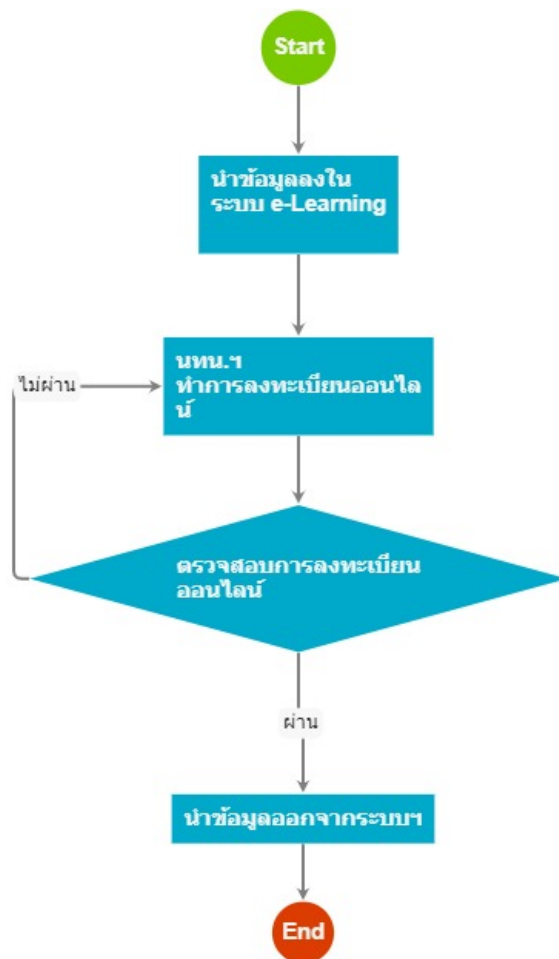 Start
นำข้อมูลลงใน
ระบบ e-Learning
นทน.ฯ
ทำการลงทะเบียนออนไล
น์
ไม่ผ่าน
ตรวจสอบการลงทะเบียน
ออนไลน์
ผ่าน
นำข้อมูลออกจากระบบฯ
End